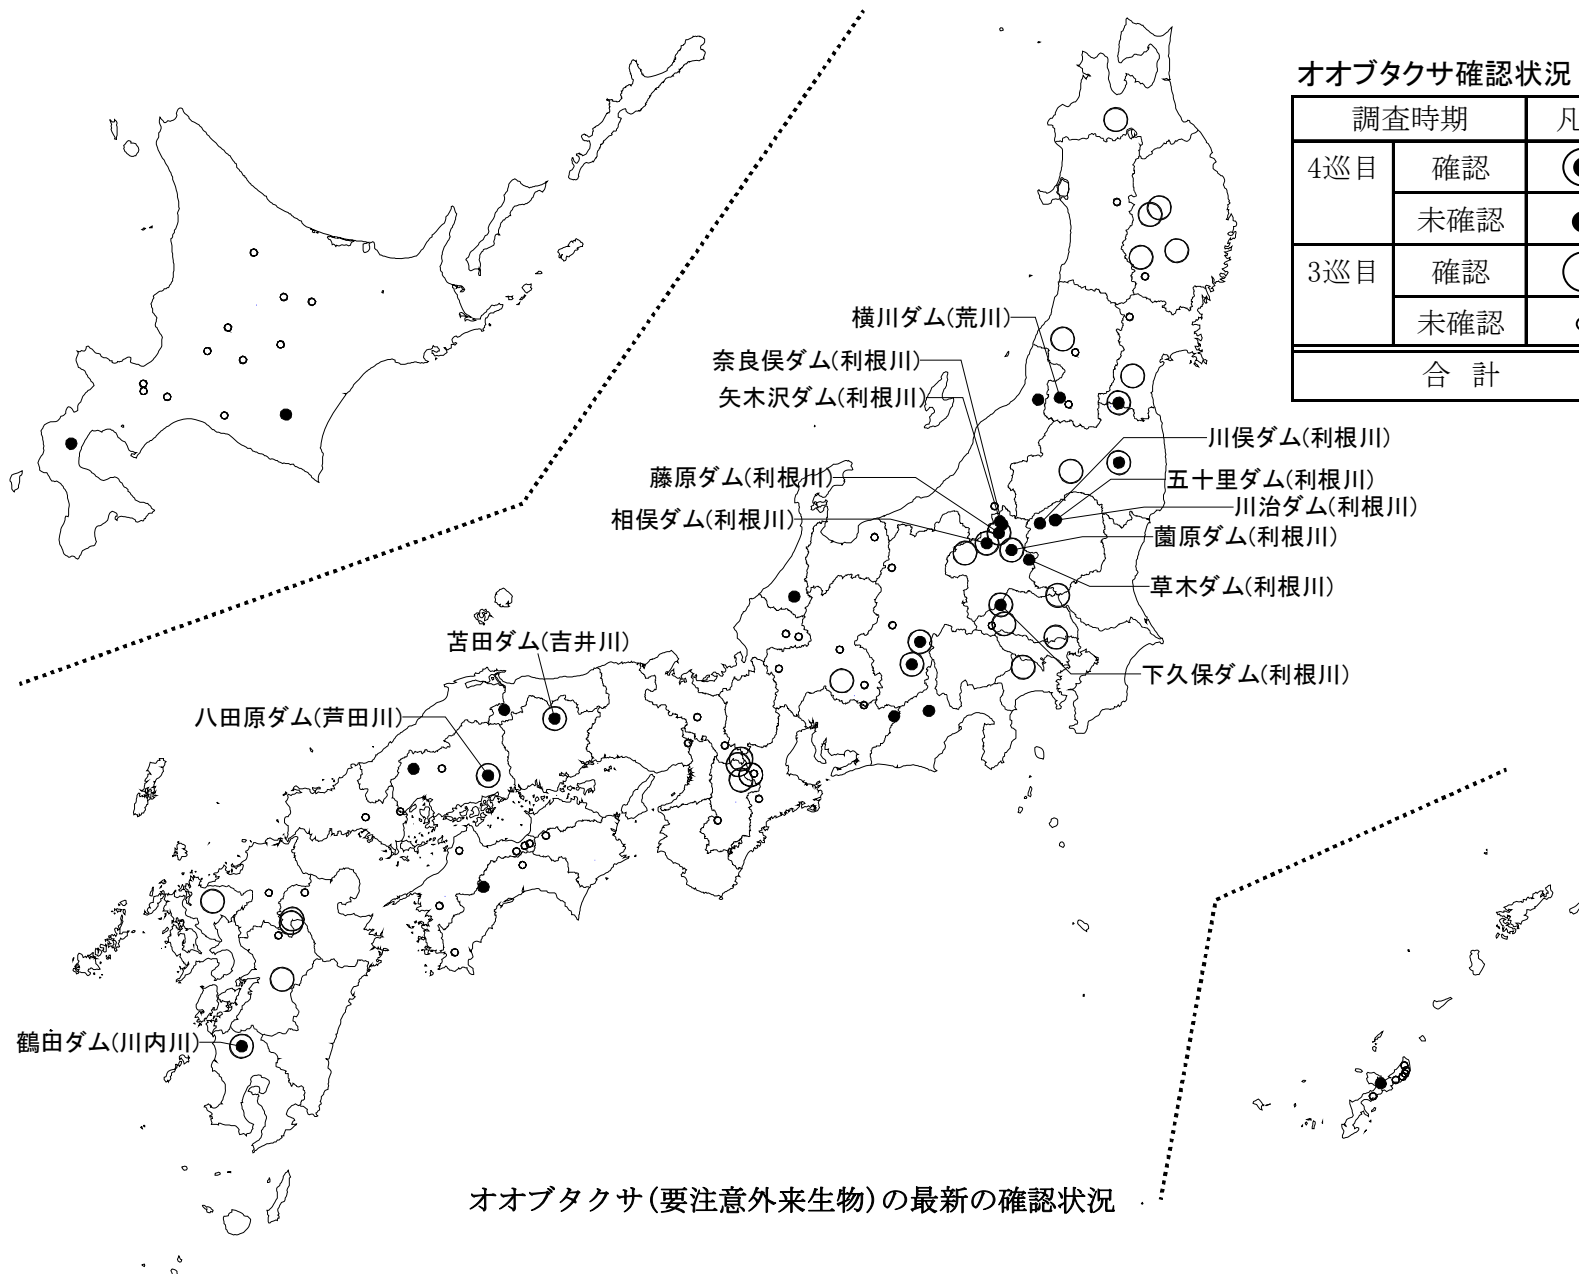 オオブタクサ確認状況
調査時期 凡
4巡目 確認
未確認
3巡目 確認
未確認
合 計
横川ダム(荒川)
奈良俣ダム(利根川)
矢木沢ダム(利根川)
川俣ダム(利根川)
藤原ダム(利根川)
五十里ダム(利根川)
川治ダム(利根川)
相俣ダム(利根川)
薗原ダム(利根川)
草木ダム(利根川)
苫田ダム(吉井川)
下久保ダム(利根川)
八田原ダム(芦田川)
鶴田ダム(川内川)
オオブタクサ(要注意外来生物)の最新の確認状況